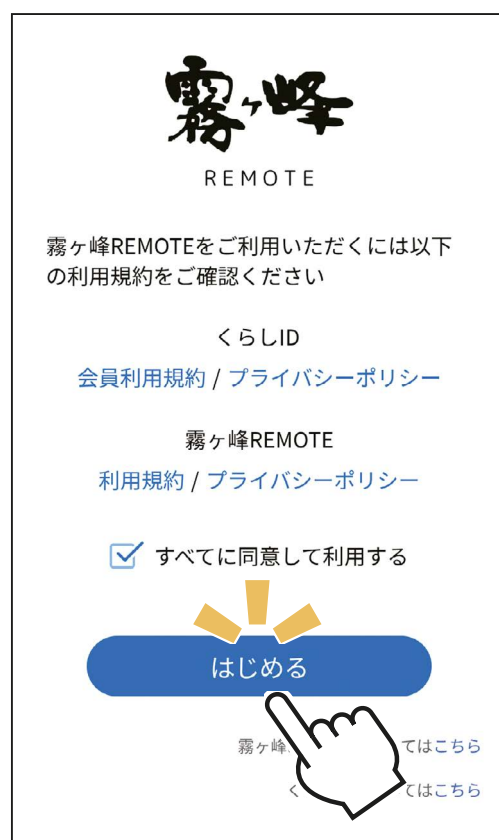 霧ヶ峰
REMOTE
霧ヶ峰REMOTEをご利用いただくには以下
の利用規約をご確認ください
くらしID
会員利用規約 / プライバシーポリシー
霧ヶ峰REMOTE
利用規約 / プライバシーポリシー
すべてに同意して利用する
はじめる
霧ヶ峰 てはこちら
く てはこちら